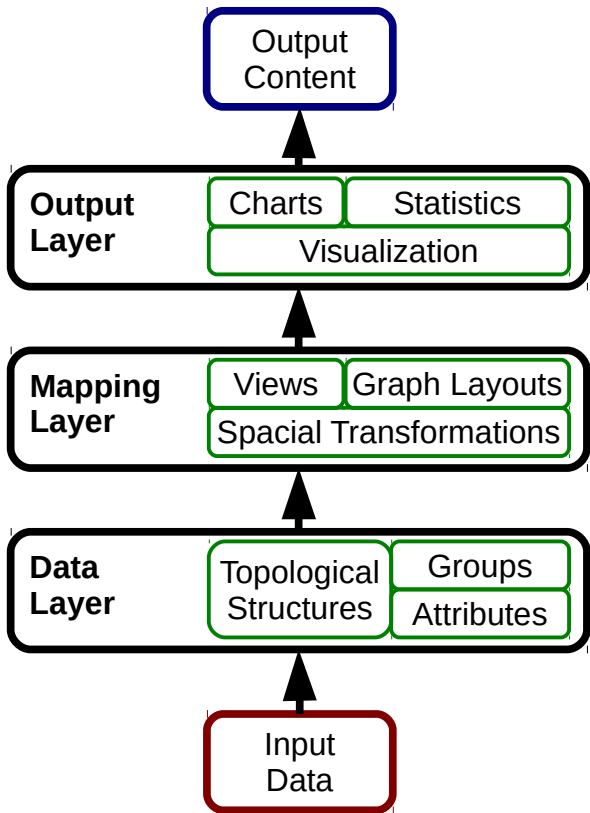 Output
Content
Output
Layer
Charts
Statistics
Visualization
Mapping
Layer
Views
Graph Layouts
Spacial Transformations
Data
Layer
Topological
Structures
Groups
Attributes
Input
Data